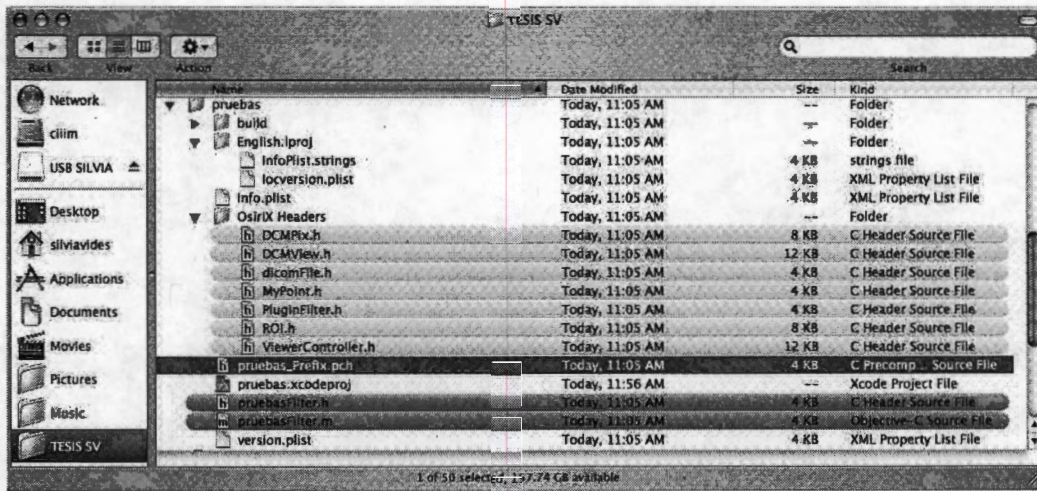 TESIS SV
Back View Action Search
Name Date Modified Size Kind
Network
ciiim
USB SILVIA
Desktop
silviavides
Applications
Documents
Movies
Pictures
Music
TESIS SV
pruebas Today, 11:05 AM -- Folder
build Today, 11:05 AM -- Folder
English.lproj Today, 11:05 AM -- Folder
InfoPlist.strings Today, 11:05 AM 4 KB strings file
locversion.plist Today, 11:05 AM 4 KB XML Property List File
Info.plist Today, 11:05 AM 4 KB XML Property List File
OsiriX Headers Today, 11:05 AM -- Folder
DCMPix.h Today, 11:05 AM 8 KB C Header Source File
DCMView.h Today, 11:05 AM 12 KB C Header Source File
dicomFile.h Today, 11:05 AM 4 KB C Header Source File
MyPoint.h Today, 11:05 AM 4 KB C Header Source File
PluginFilter.h Today, 11:05 AM 4 KB C Header Source File
ROI.h Today, 11:05 AM 8 KB C Header Source File
ViewerController.h Today, 11:05 AM 12 KB C Header Source File
pruebas_Prefix.pch Today, 11:05 AM 4 KB C Precomp... Source File
pruebas.xcodeproj Today, 11:56 AM -- Xcode Project File
pruebasFilter.h Today, 11:05 AM 4 KB C Header Source File
pruebasFilter.m Today, 11:05 AM 4 KB Objective-C Source File
version.plist Today, 11:05 AM 4 KB XML Property List File
1 of 50 selected, 137.74 GB available